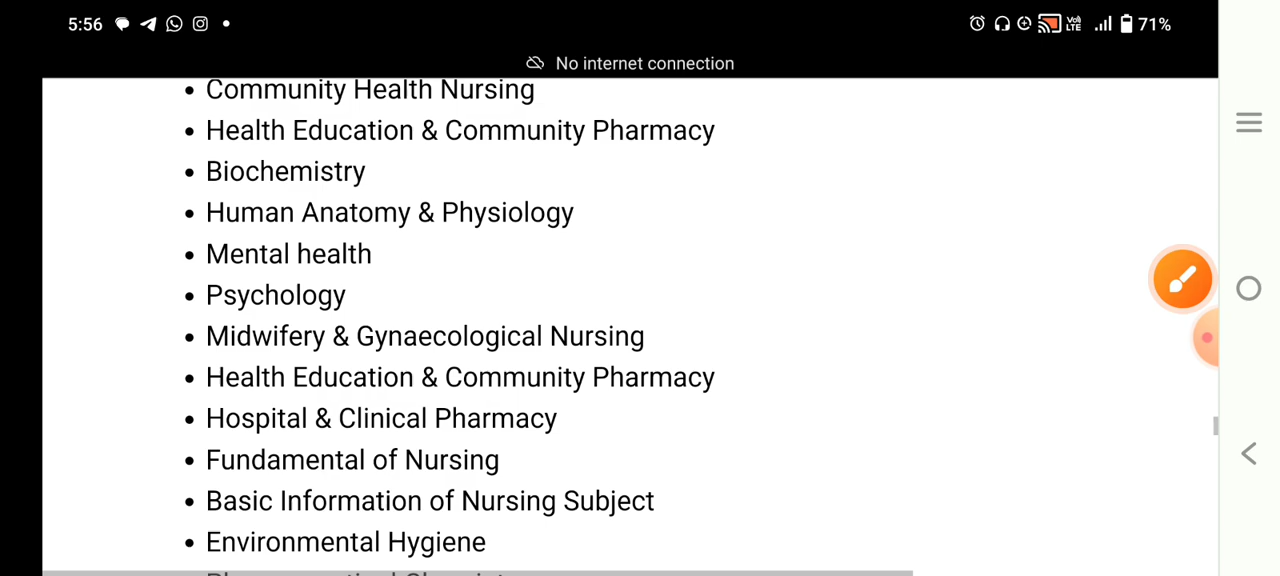 5:56
Vo) LTE
71%
No internet connection
• Community Health Nursing
• Health Education & Community Pharmacy
• Biochemistry
• Human Anatomy & Physiology
• Mental health
• Psychology
• Midwifery & Gynaecological Nursing
• Health Education & Community Pharmacy
• Hospital & Clinical Pharmacy
• Fundamental of Nursing
• Basic Information of Nursing Subject
• Environmental Hygiene